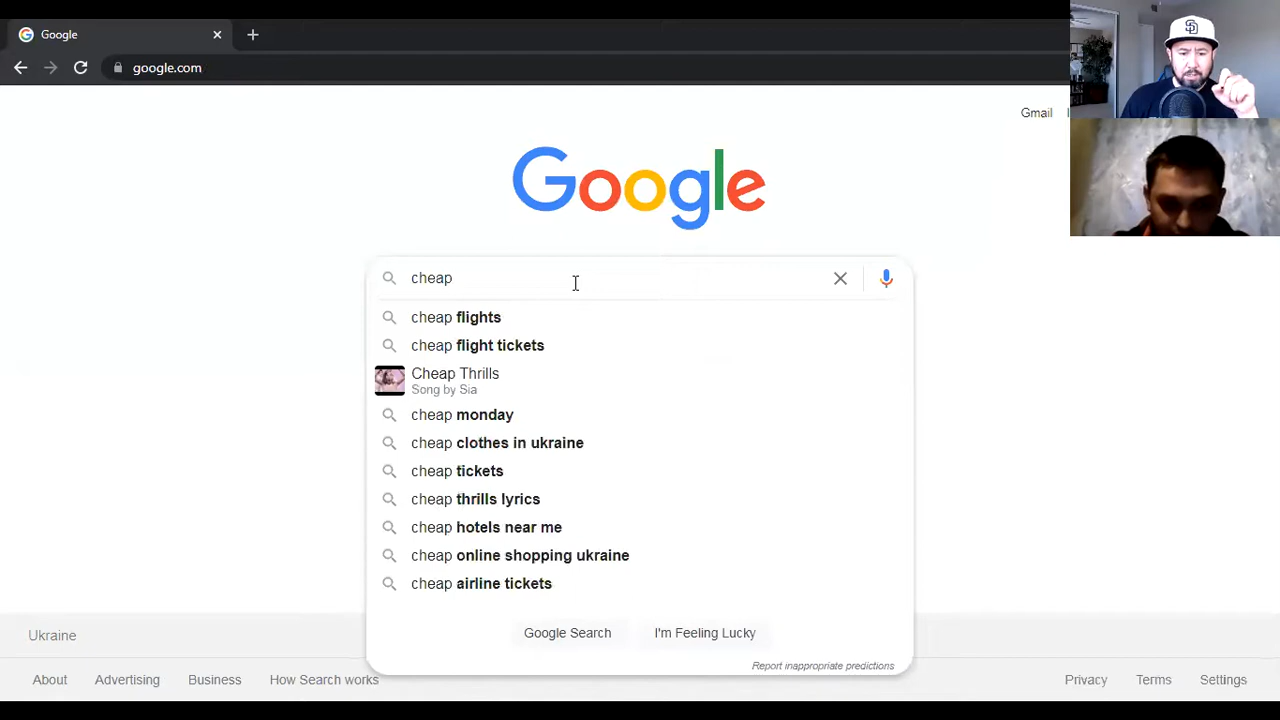 Google
google.com
Gmail
Google
cheap
cheap flights
cheap flight tickets
Cheap Thrills
Song by Sia
cheap monday
cheap clothes in ukraine
cheap tickets
cheap thrills lyrics
cheap hotels near me
cheap online shopping ukraine
cheap airline tickets
Google Search I'm Feeling Lucky
Report inappropriate predictions
Ukraine
About Advertising Business How Search works Privacy Terms Settings
SD